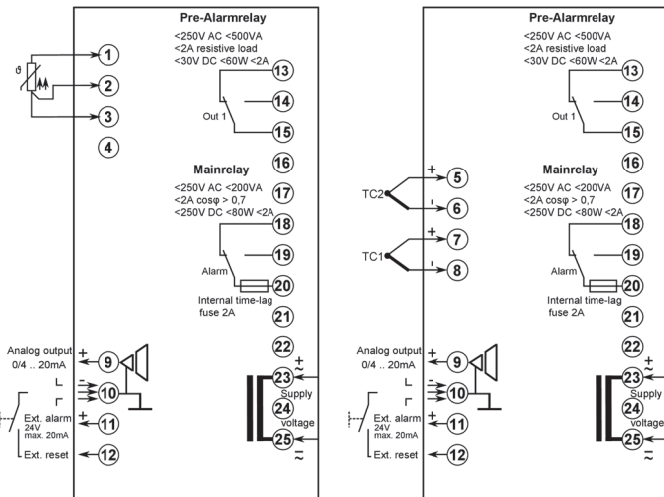 Pre-Alarmrelay
<250V AC <500VA
<2A resistive load
<30V DC <60W <2A
ϑ
1
2
3
4
13
14
Out 1
15
16
Mainrelay
<250V AC <200VA
<2A cosφ > 0,7
<250V DC <80W <2A
17
18
19
Alarm
20
Internal time-lag
fuse 2A
21
22
Analog output
0/4 .. 20mA
+
9
-
10
Ext. alarm
24V
max. 20mA
+
11
Ext. reset
12
23
Supply
24
voltage
25
Pre-Alarmrelay
<250V AC <500VA
<2A resistive load
<30V DC <60W <2A
13
14
Out 1
15
16
Mainrelay
<250V AC <200VA
<2A cosφ > 0,7
<250V DC <80W <2A
17
18
19
Alarm
20
Internal time-lag
fuse 2A
21
22
TC2
+
5
-
6
TC1
+
7
-
8
Analog output
0/4 .. 20mA
+
9
-
10
Ext. alarm
24V
max. 20mA
+
11
Ext. reset
12
23
Supply
24
voltage
25